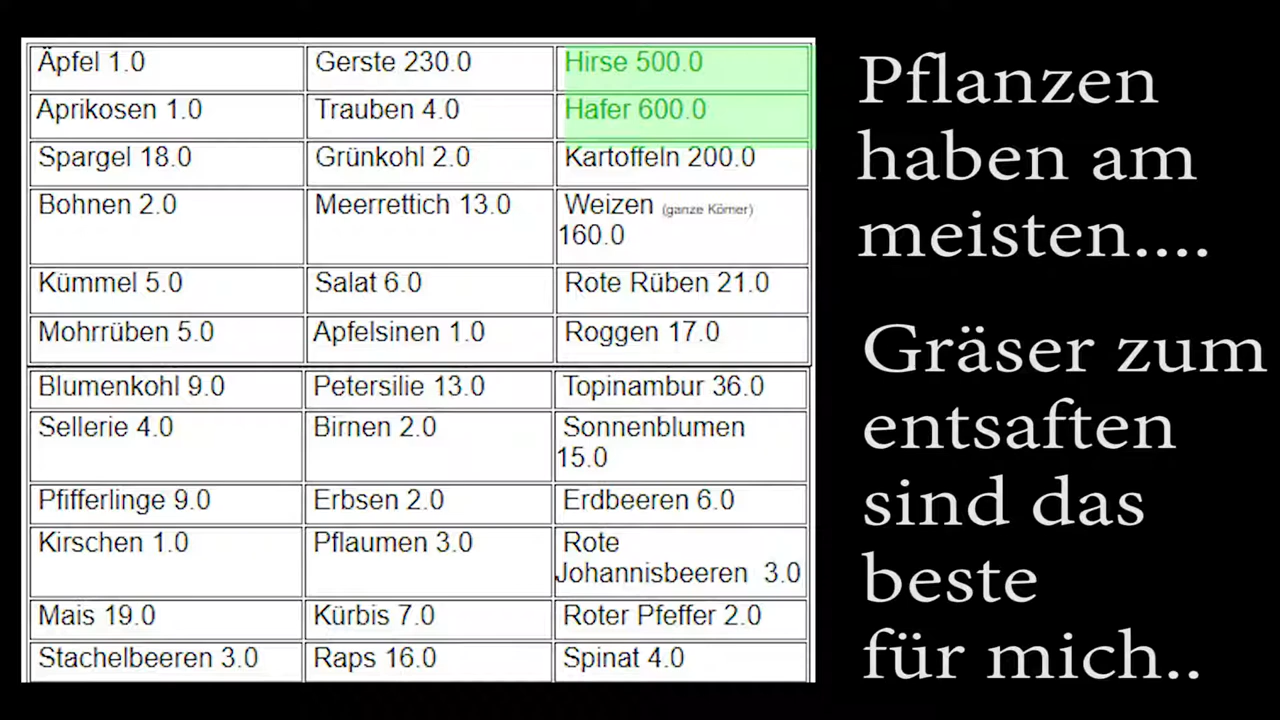 Äpfel 1.0 Gerste 230.0 Hirse 500.0
Aprikosen 1.0 Trauben 4.0 Hafer 600.0
Spargel 18.0 Grünkohl 2.0 Kartoffeln 200.0
Bohnen 2.0 Meerrettich 13.0 Weizen (ganze Körner)
160.0
Kümmel 5.0 Salat 6.0 Rote Rüben 21.0
Mohrrüben 5.0 Apfelsinen 1.0 Roggen 17.0
Blumenkohl 9.0 Petersilie 13.0 Topinambur 36.0
Sellerie 4.0 Birnen 2.0 Sonnenblumen
15.0
Pfifferlinge 9.0 Erbsen 2.0 Erdbeeren 6.0
Kirschen 1.0 Pflaumen 3.0 Rote
Johannisbeeren 3.0
Mais 19.0 Kürbis 7.0 Roter Pfeffer 2.0
Stachelbeeren 3.0 Raps 16.0 Spinat 4.0
Pflanzen
haben am
meisten....
Gräser zum
entsaften
sind das
beste
für mich..